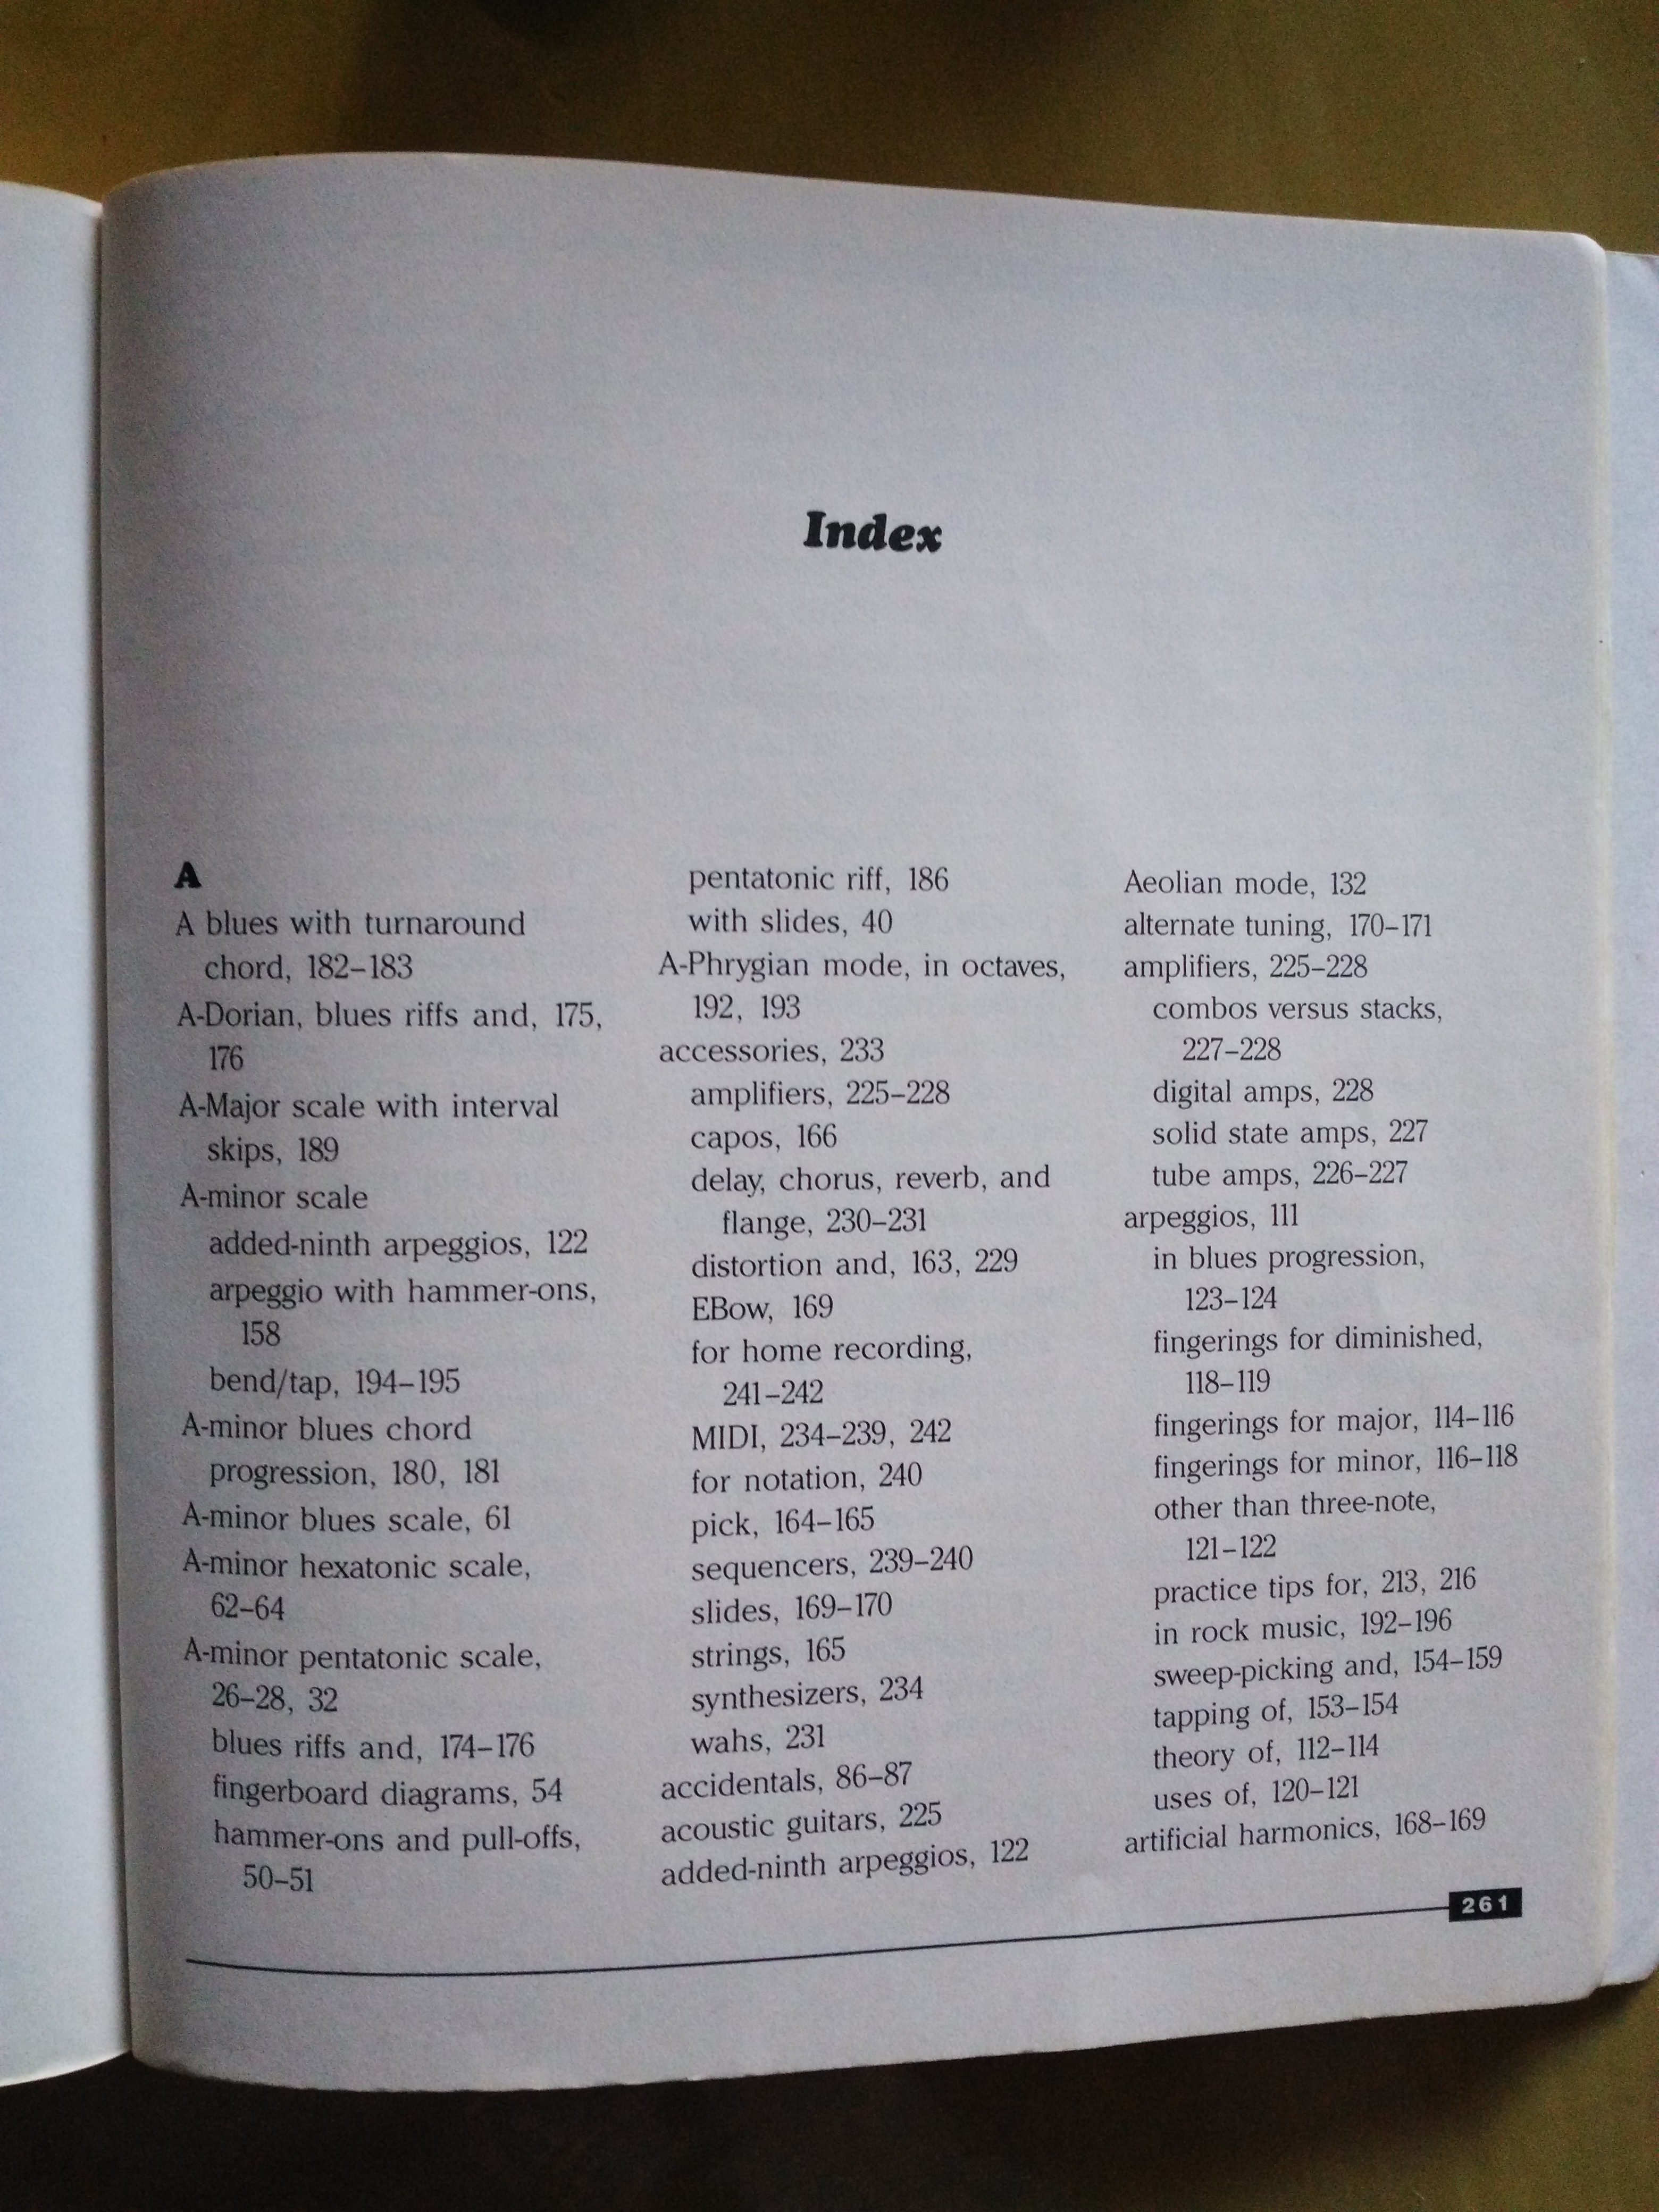 Index
A
A blues with turnaround
chord, 182–183
A-Dorian, blues riffs and, 175,
176
A-Major scale with interval
skips, 189
A-minor scale
added-ninth arpeggios, 122
arpeggio with hammer-ons,
158
bend/tap, 194–195
A-minor blues chord
progression, 180, 181
A-minor blues scale, 61
A-minor hexatonic scale,
62–64
A-minor pentatonic scale,
26–28, 32
blues riffs and, 174–176
fingerboard diagrams, 54
hammer-ons and pull-offs,
50–51
pentatonic riff, 186
with slides, 40
A-Phrygian mode, in octaves,
192, 193
accessories, 233
amplifiers, 225–228
capos, 166
delay, chorus, reverb, and
flange, 230–231
distortion and, 163, 229
EBow, 169
for home recording,
241–242
MIDI, 234–239, 242
for notation, 240
pick, 164–165
sequencers, 239–240
slides, 169–170
strings, 165
synthesizers, 234
wahs, 231
accidentals, 86–87
acoustic guitars, 225
added-ninth arpeggios, 122
Aeolian mode, 132
alternate tuning, 170–171
amplifiers, 225–228
combos versus stacks,
227–228
digital amps, 228
solid state amps, 227
tube amps, 226–227
arpeggios, 111
in blues progression,
123–124
fingerings for diminished,
118–119
fingerings for major, 114–116
fingerings for minor, 116–118
other than three-note,
121–122
practice tips for, 213, 216
in rock music, 192–196
sweep-picking and, 154–159
tapping of, 153–154
theory of, 112–114
uses of, 120–121
artificial harmonics, 168–169
261